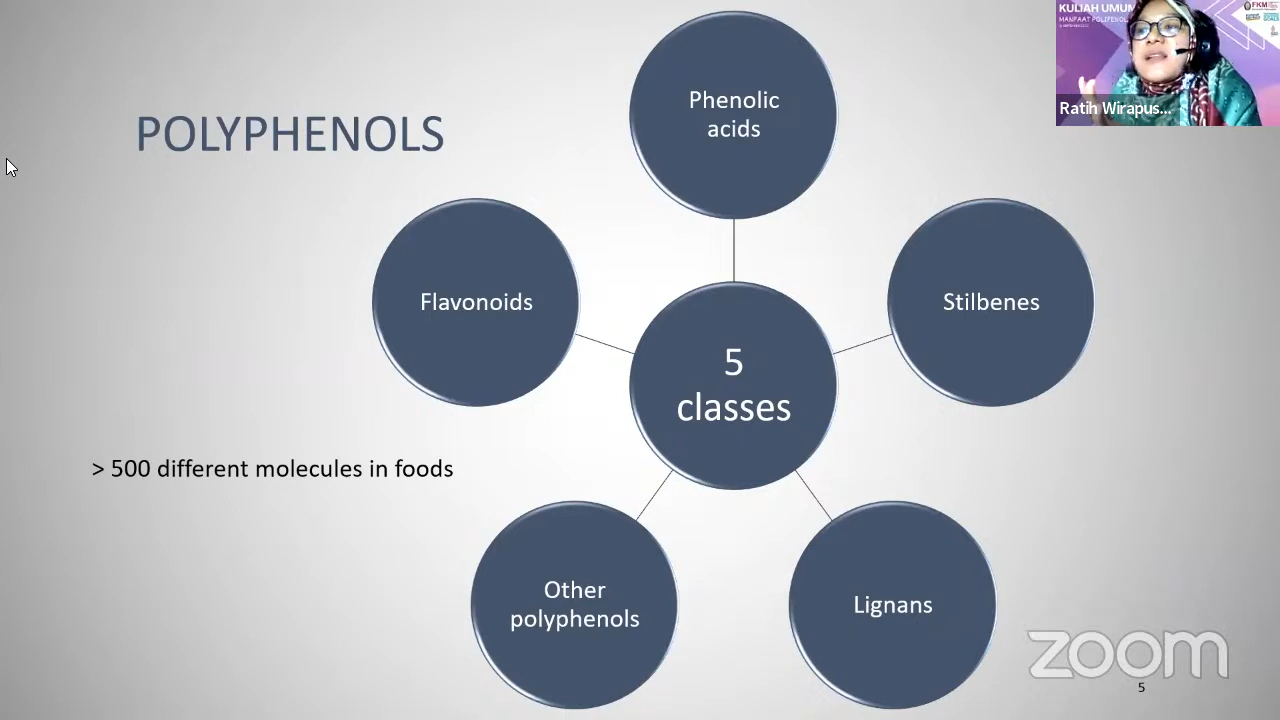 POLYPHENOLS
Phenolic
acids
Flavonoids
Stilbenes
5
classes
> 500 different molecules in foods
Other
polyphenols
Lignans
zoom
5
KULIAH UMUM
Ratih Wirapus...
FKM